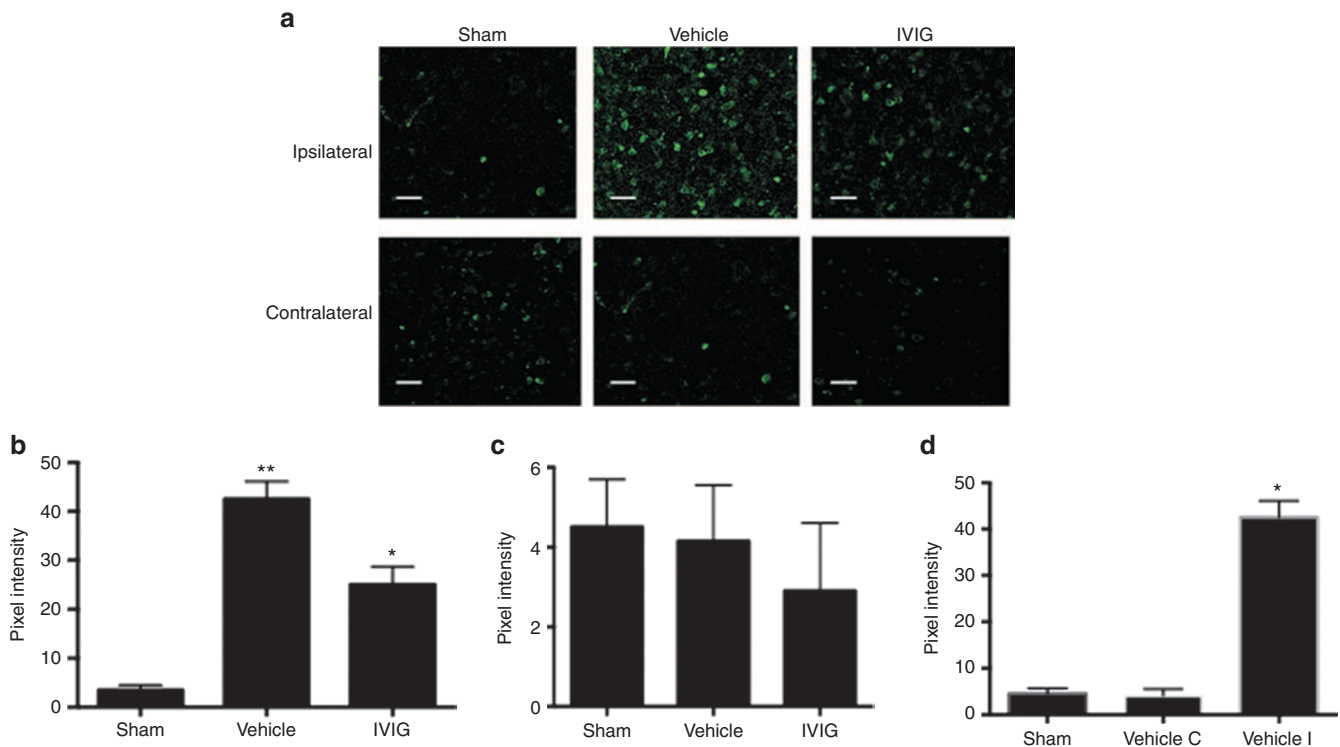 a
Sham Vehicle IVIG
Ipsilateral
Contralateral
b
Pixel intensity
50
40
30
20
10
0
**
*
Sham Vehicle IVIG
c
Pixel intensity
6
4
2
0
Sham Vehicle IVIG
d
Pixel intensity
50
40
30
20
10
0
*
Sham Vehicle C Vehicle I